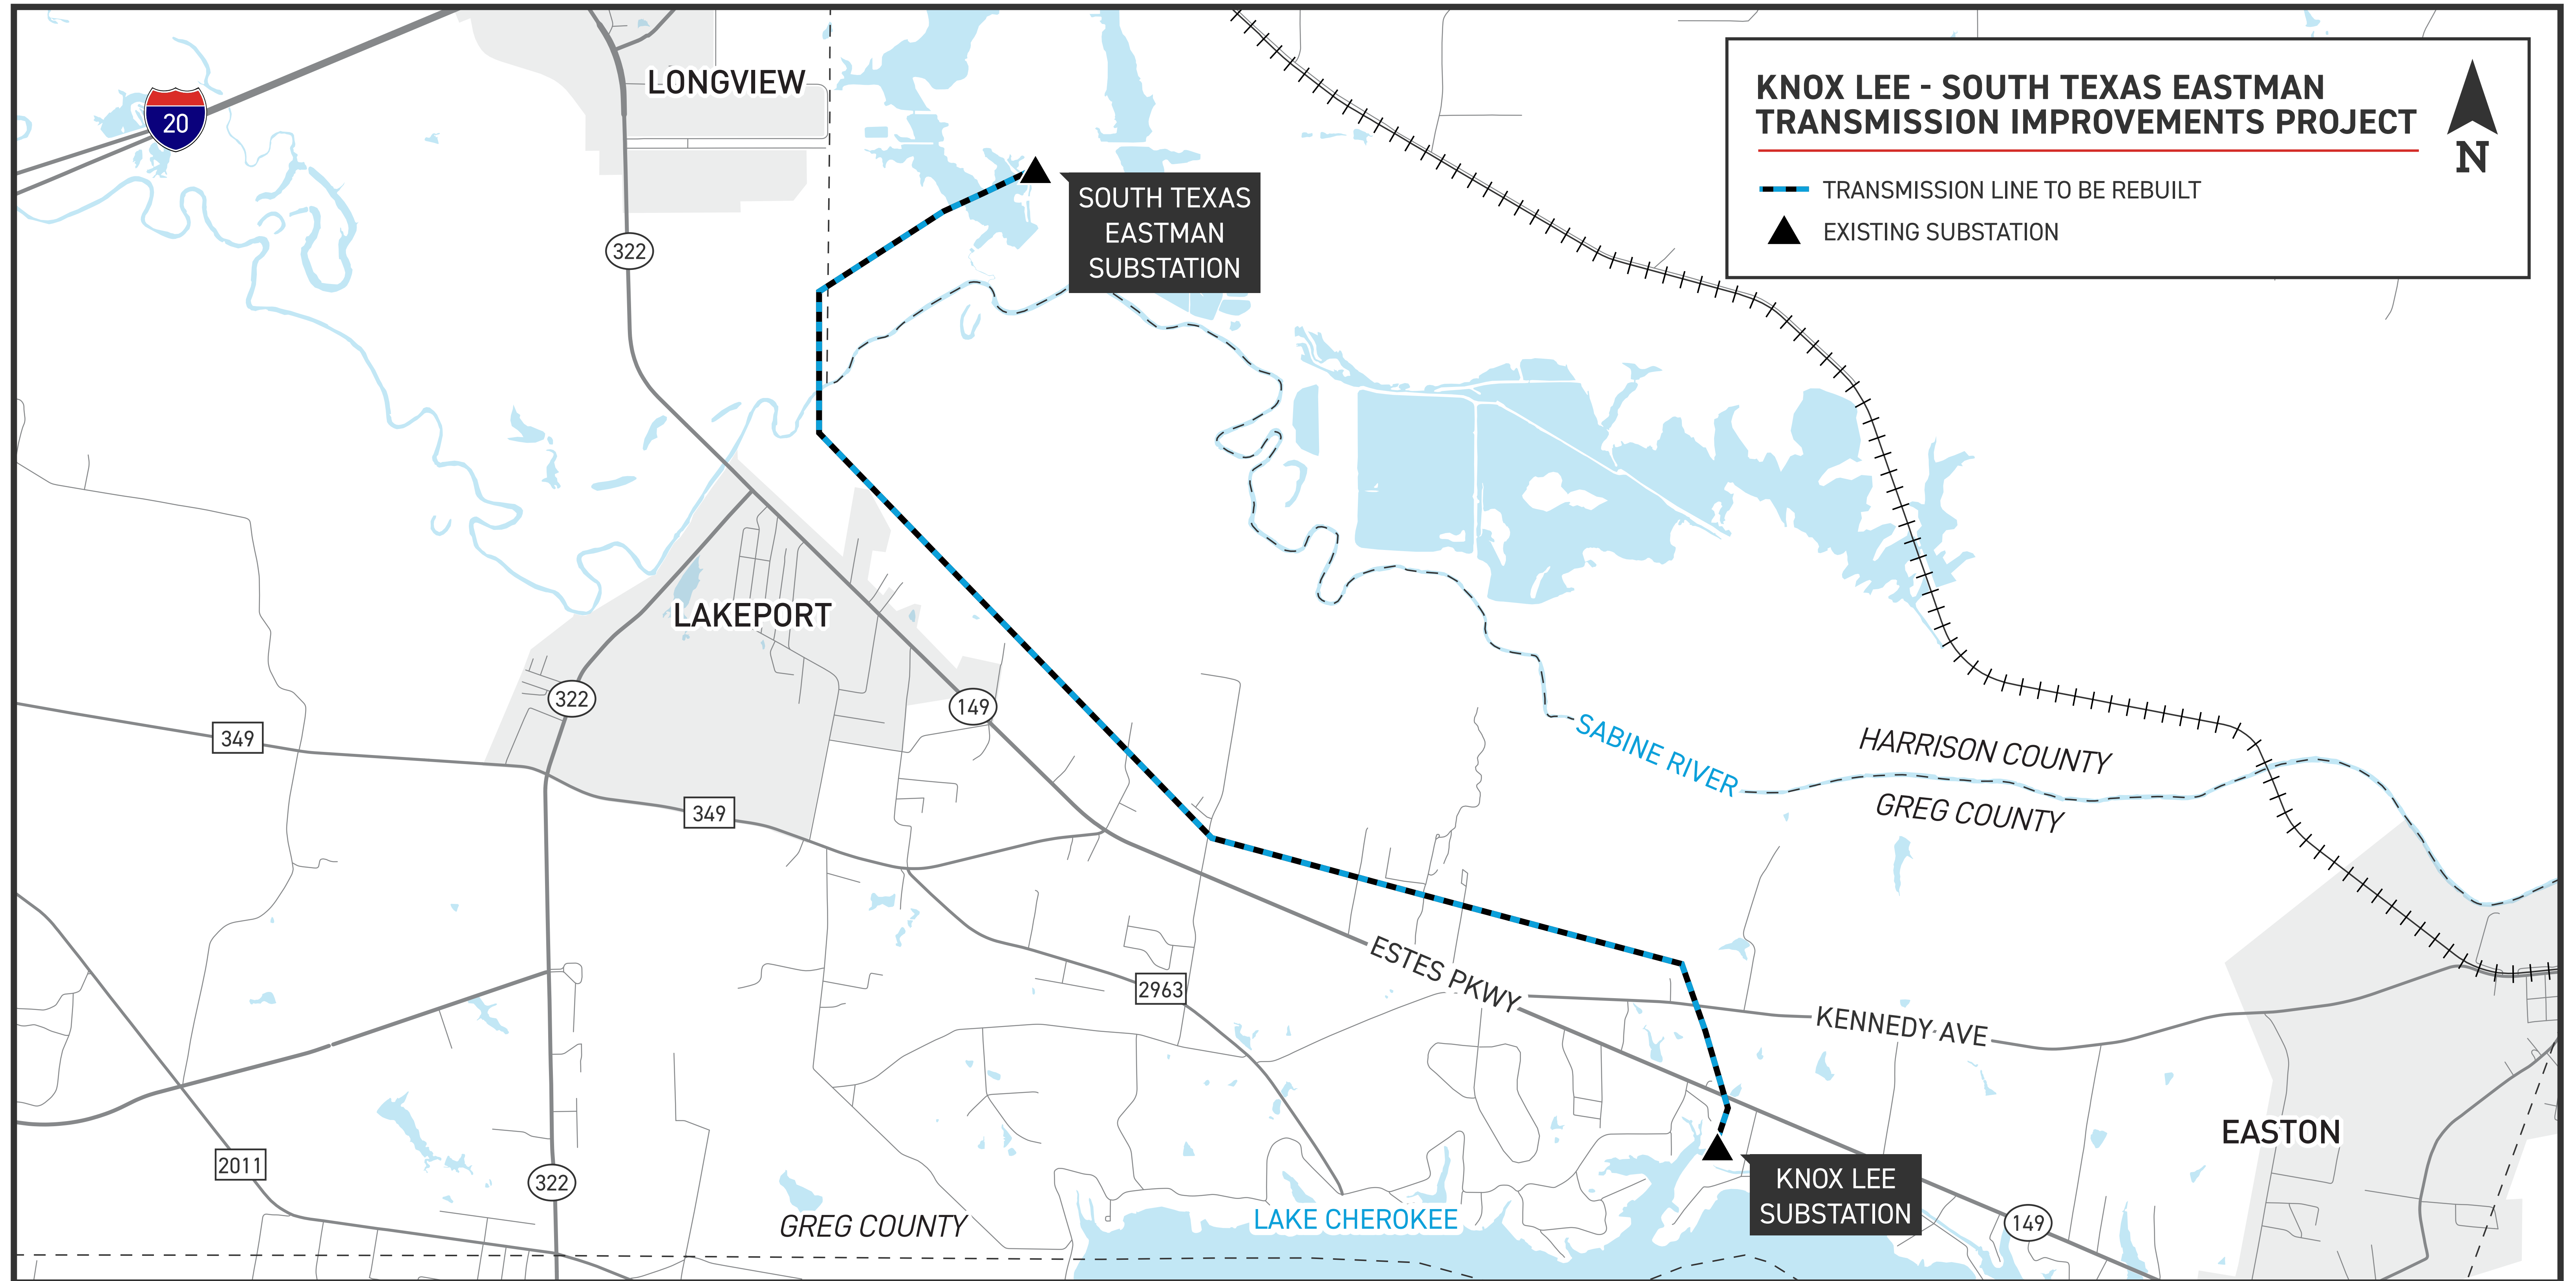 KNOX LEE - SOUTH TEXAS EASTMAN
TRANSMISSION IMPROVEMENTS PROJECT
N
TRANSMISSION LINE TO BE REBUILT
EXISTING SUBSTATION
LONGVIEW
20
SOUTH TEXAS
EASTMAN
SUBSTATION
322
LAKEPORT
322
149
349
349
SABINE RIVER
HARRISON COUNTY
GREG COUNTY
ESTES PKWY
2963
KENNEDY AVE
EASTON
2011
322
KNOX LEE
SUBSTATION
GREG COUNTY
LAKE CHEROKEE
149